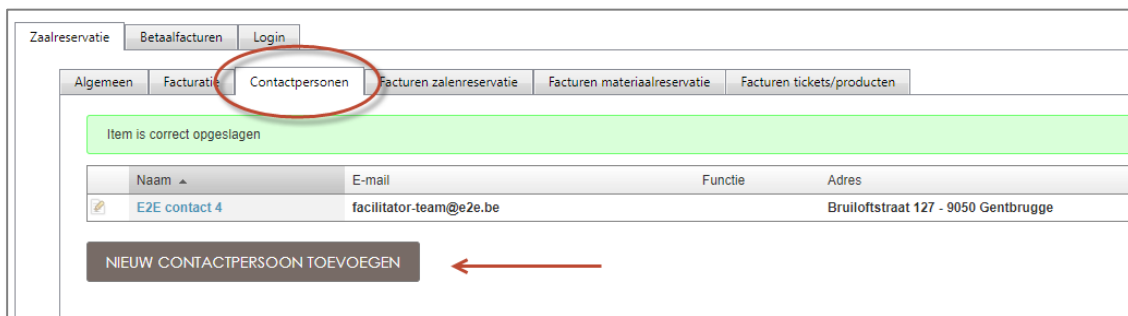 Zaalreservatie Betaalfacturen Login
Algemeen Facturatie Contactpersonen Facturen zalenreservatie Facturen materiaalreservatie Facturen tickets/producten
Item is correct opgeslagen
Naam E-mail Functie Adres
E2E contact 4 facilitator-team@e2e.be Bruiloftstraat 127 - 9050 Gentbrugge
NIEUW CONTACTPERSOON TOEVOEGEN